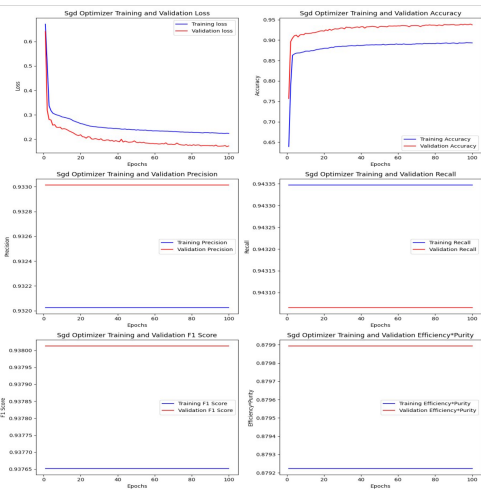 Sgd Optimizer Training and Validation Loss
Training loss
Validation loss
Loss
0.6
0.5
0.4
0.3
0.2
0 20 40 60 80 100
Epochs
Sgd Optimizer Training and Validation Accuracy
0.95
0.90
0.85
0.80
0.75
0.70
0.65
Accuracy
Training Accuracy
Validation Accuracy
0 20 40 60 80 100
Epochs
Sgd Optimizer Training and Validation Precision
0.9330
0.9328
0.9326
0.9324
0.9322
0.9320
Precision
Training Precision
Validation Precision
0 20 40 60 80 100
Epochs
Sgd Optimizer Training and Validation Recall
0.94335
0.94330
0.94325
0.94320
0.94315
0.94310
Recall
Training Recall
Validation Recall
0 20 40 60 80 100
Epochs
Sgd Optimizer Training and Validation F1 Score
0.93800
0.93795
0.93790
0.93785
0.93780
0.93775
0.93770
0.93765
F1 Score
Training F1 Score
Validation F1 Score
0 20 40 60 80 100
Epochs
Sgd Optimizer Training and Validation Efficiency*Purity
0.8799
0.8798
0.8797
0.8796
0.8795
0.8794
0.8793
0.8792
Efficiency*Purity
Training Efficiency*Purity
Validation Efficiency*Purity
0 20 40 60 80 100
Epochs